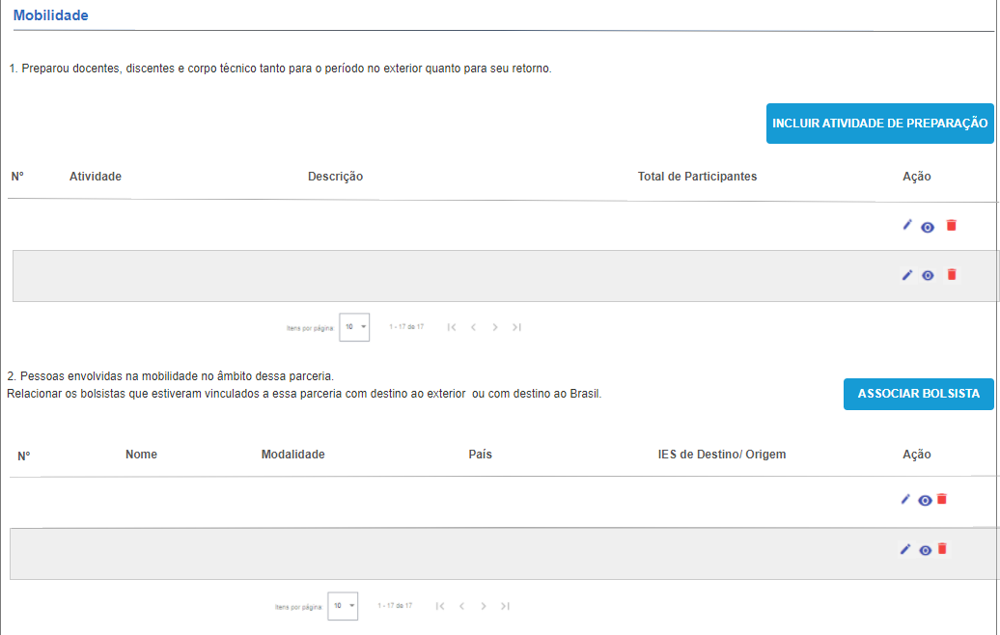 Mobilidade
1. Preparou docentes, discentes e corpo técnico tanto para o período no exterior quanto para seu retorno.
INCLUIR ATIVIDADE DE PREPARAÇÃO
Nº Atividade Descrição Total de Participantes Ação
Itens por página 10 1 - 17 de 17
2. Pessoas envolvidas na mobilidade no âmbito dessa parceria.
Relacionar os bolsistas que estiveram vinculados a essa parceria com destino ao exterior ou com destino ao Brasil.
ASSOCIAR BOLSISTA
Nº Nome Modalidade País IES de Destino/ Origem Ação
Itens por página 10 1 - 17 de 17